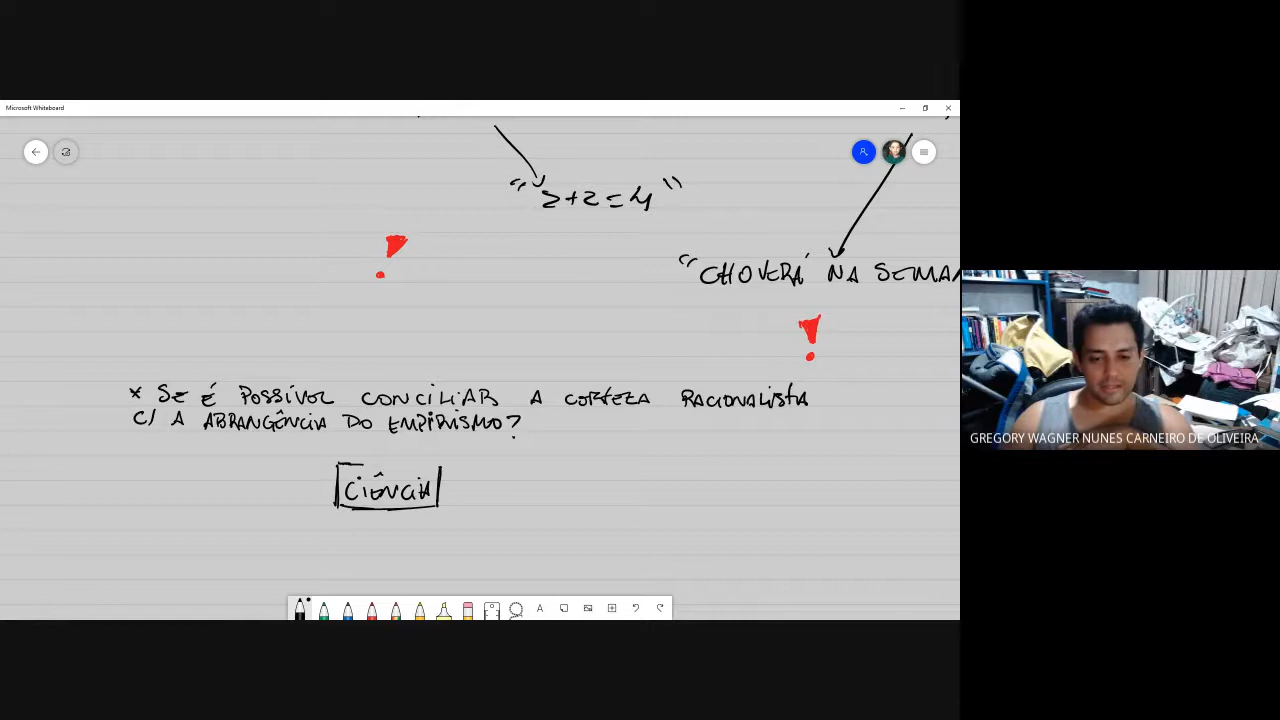 Microsoft Whiteboard
"2+2=4"
"CHOVERÁ NA SEMAN
* SE É POSSÍVEL CONCILIAR A CERTEZA RACIONALISTA
C/ A ABRANGÊNCIA DO EMPIRISMO?
CIÊNCIA
GREGORY WAGNER NUNES CARNEIRO DE OLIVEIRA